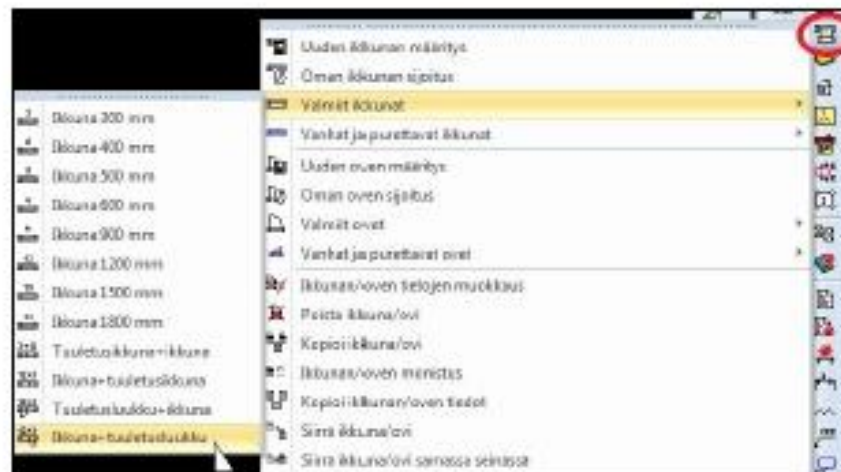 Uuden ikkunan määritys
Oman ikkunan sijoitus
Valmiit ikkunat
Vanhat ja purettavat ikkunat
Uuden oven määritys
Oman oven sijoitus
Valmiit ovet
Vanhat ja purettavat ovet
Ikkunan/oven tietojen muokkaus
Poista ikkuna/ovi
Kopioi ikkuna/ovi
Ikkunan/oven monistus
Kopioi ikkunan/oven tiedot
Siirrä ikkuna/ovi
Siirrä ikkuna/ovi samassa seinässä
Ikkuna 300 mm
Ikkuna 400 mm
Ikkuna 500 mm
Ikkuna 600 mm
Ikkuna 900 mm
Ikkuna 1200 mm
Ikkuna 1500 mm
Ikkuna 1800 mm
Tuuletusikkuna+ikkuna
Ikkuna+tuuletusikkuna
Tuuletusluukku+ikkuna
Ikkuna+tuuletusluukku